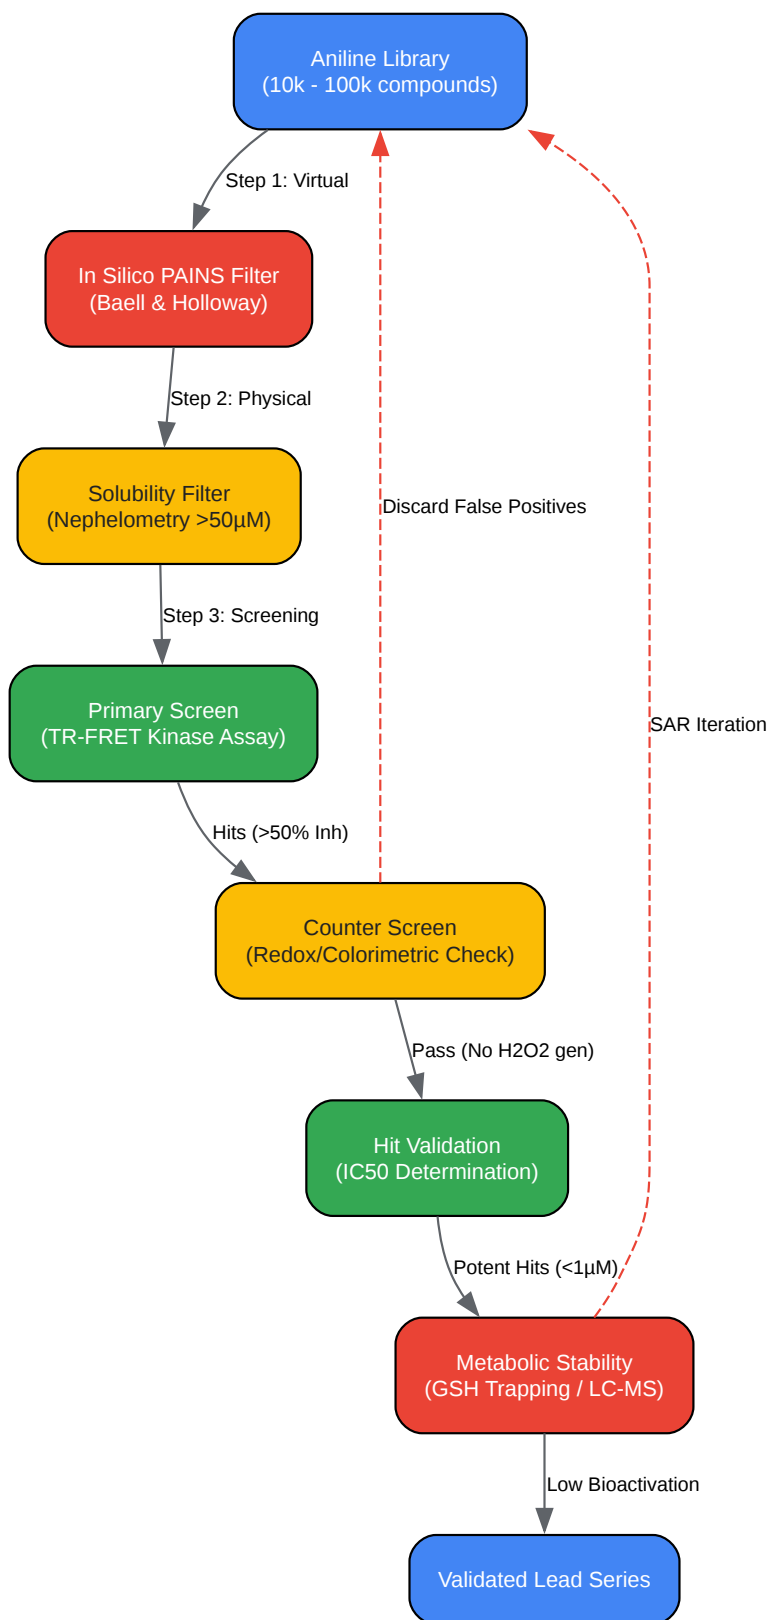 Aniline Library
(10k - 100k compounds)
Step 1: Virtual
In Silico PAINS Filter
(Baell & Holloway)
Step 2: Physical
Solubility Filter
(Nephelometry >50µM)
Discard False Positives
Step 3: Screening
Primary Screen
(TR-FRET Kinase Assay)
SAR Iteration
Hits (>50% Inh)
Counter Screen
(Redox/Colorimetric Check)
Pass (No H2O2 gen)
Hit Validation
(IC50 Determination)
Potent Hits (<1µM)
Metabolic Stability
(GSH Trapping / LC-MS)
Low Bioactivation
Validated Lead Series